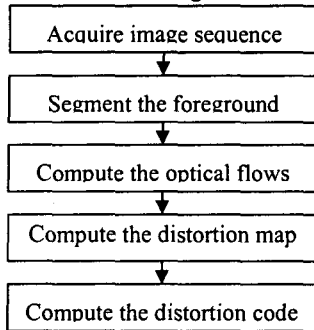 Acquire image sequence
Segment the foreground
Compute the optical flows
Compute the distortion map
Compute the distortion code